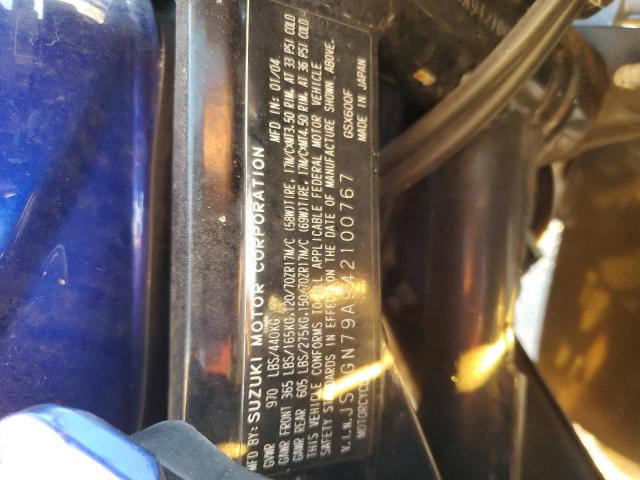 MFD BY: SUZUKI MOTOR CORPORATION MFD IN: 01/04
GVWR 970 LBS/440KG
GAWR FRONT 365 LBS/165KG. 120/70ZR17M/C (58W)TIRE. 17M/CXMT3.50 RIM. AT 33 PSI COLD
GAWR REAR 605 LBS/275KG. 150/70ZR17M/C (69W)TIRE. 17M/CXMT4.50 RIM. AT 36 PSI COLD
THIS VEHICLE CONFORMS TO ALL APPLICABLE FEDERAL MOTOR VEHICLE
SAFETY STANDARDS IN EFFECT ON THE DATE OF MANUFACTURE SHOWN ABOVE.
V.I.N. GN79A 42100767 GSX600F
MOTORCYCLE MADE IN JAPAN